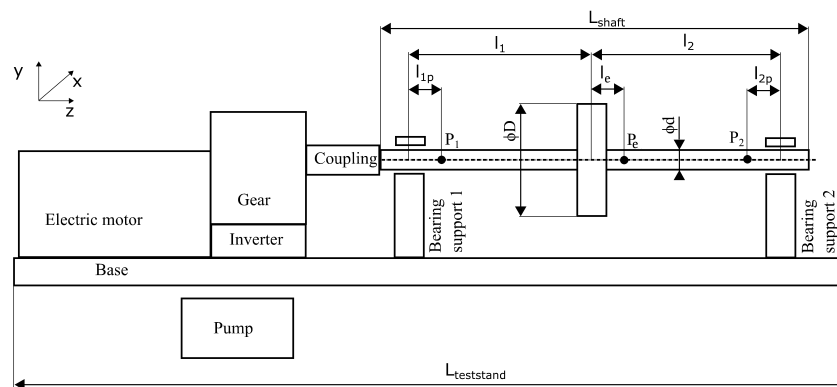 L_shaft
l_1
l_2
l_1p
l_e
l_2p
y
x
z
ϕD
ϕd
P_1
P_e
P_2
Coupling
Gear
Electric motor
Inverter
Bearing
support 1
Bearing
support 2
Base
Pump
L_teststand